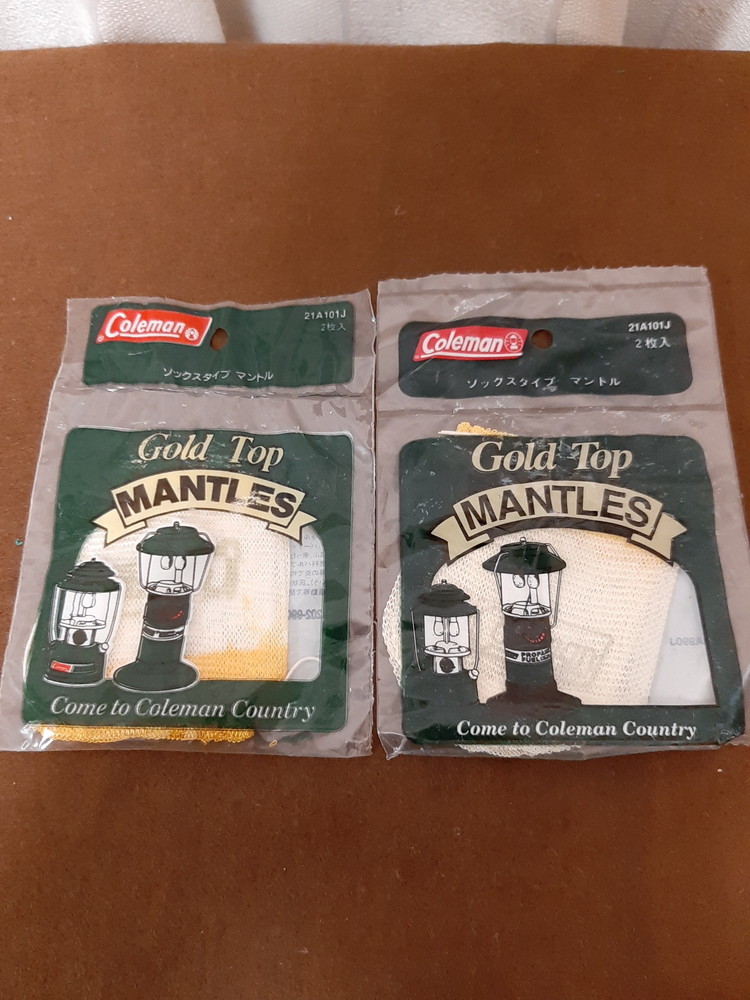 Coleman
21A101J
2枚入
ソックスタイプ マントル
Gold Top
MANTLES
Come to Coleman Country
Coleman
21A101J
2枚入
ソックスタイプ マントル
Gold Top
MANTLES
PROPANE
FUEL
Come to Coleman Country